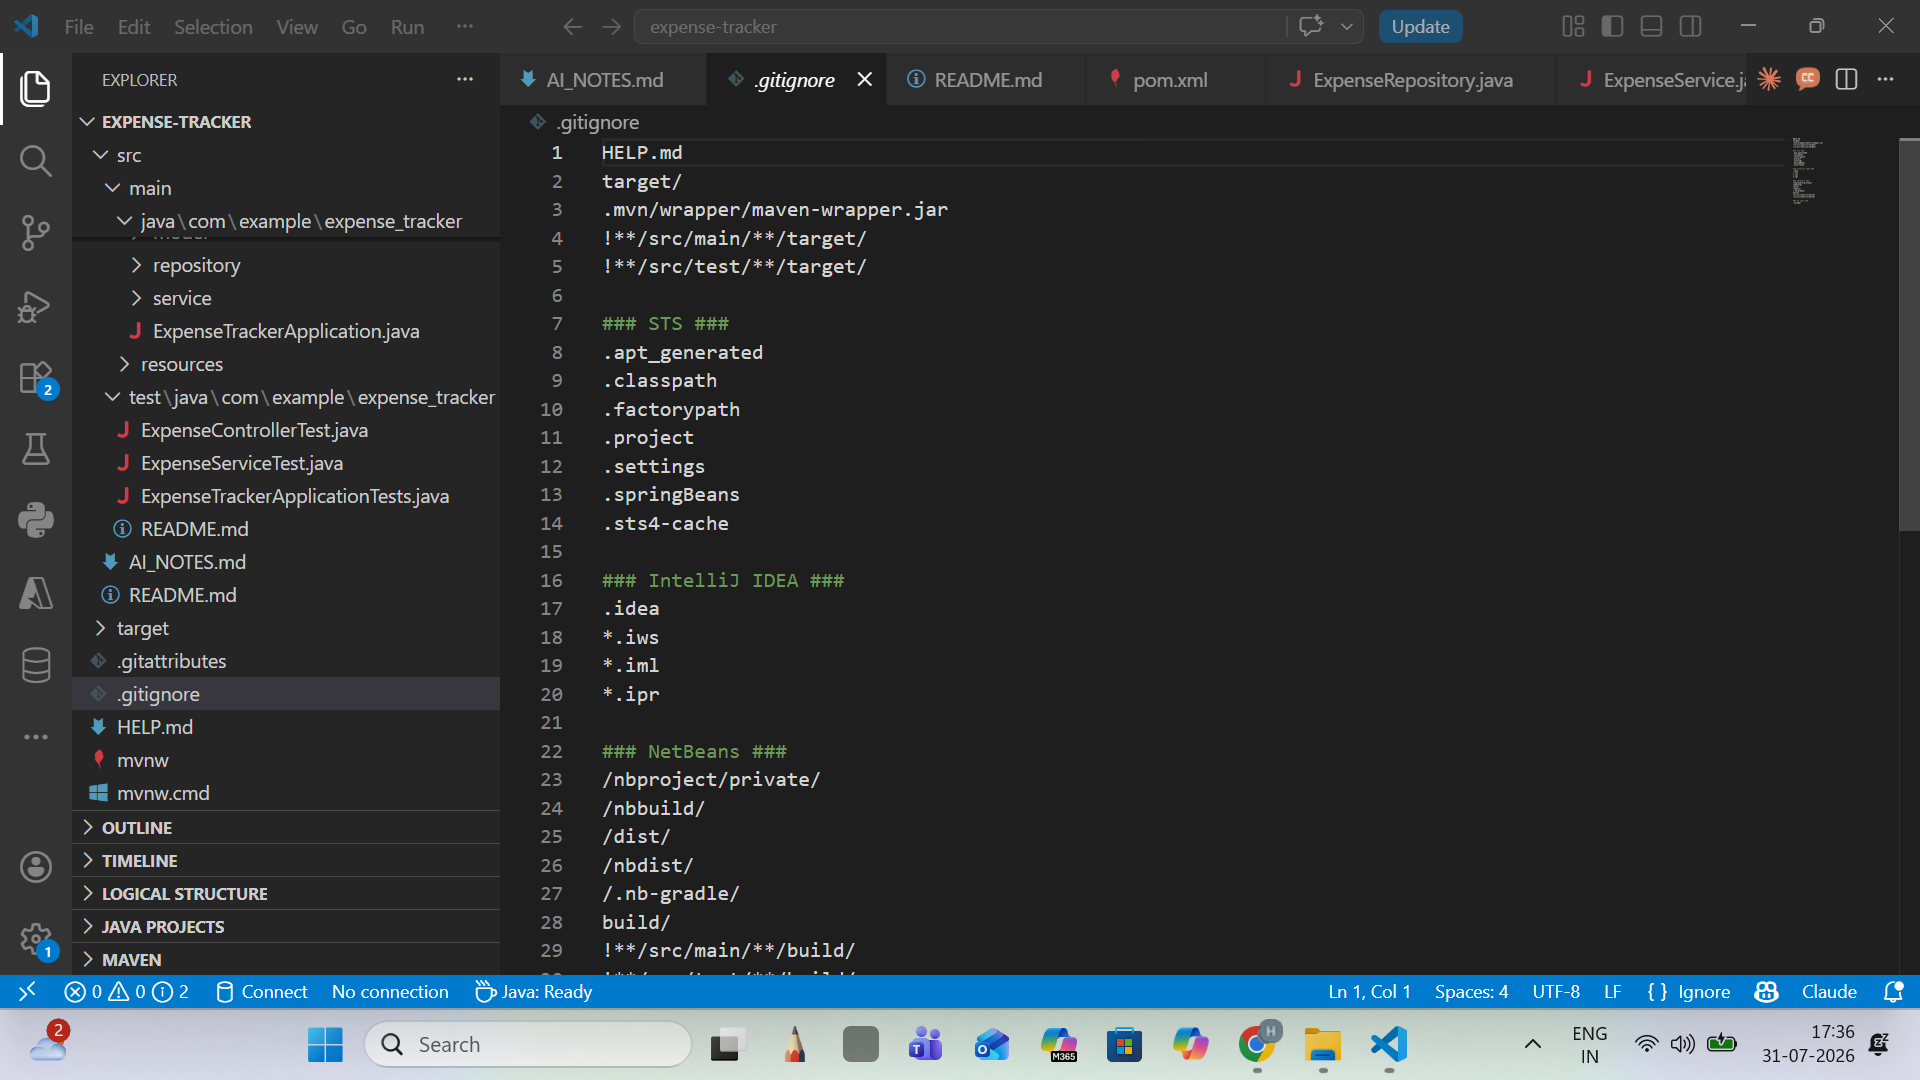 File Edit Selection View Go Run
expense-tracker
Update
EXPLORER
EXPENSE-TRACKER
src
main
java\com\example\expense_tracker
repository
service
ExpenseTrackerApplication.java
resources
test\java\com\example\expense_tracker
ExpenseControllerTest.java
ExpenseServiceTest.java
ExpenseTrackerApplicationTests.java
README.md
AI_NOTES.md
README.md
target
.gitattributes
.gitignore
HELP.md
mvnw
mvnw.cmd
OUTLINE
TIMELINE
LOGICAL STRUCTURE
JAVA PROJECTS
MAVEN
2
1
AI_NOTES.md .gitignore README.md pom.xml ExpenseRepository.java ExpenseService.ja
CC
.gitignore
1 HELP.md
2 target/
3 .mvn/wrapper/maven-wrapper.jar
4 !**/src/main/**/target/
5 !**/src/test/**/target/
6
7 ### STS ###
8 .apt_generated
9 .classpath
10 .factorypath
11 .project
12 .settings
13 .springBeans
14 .sts4-cache
15
16 ### IntelliJ IDEA ###
17 .idea
18 *.iws
19 *.iml
20 *.ipr
21
22 ### NetBeans ###
23 /nbproject/private/
24 /nbbuild/
25 /dist/
26 /nbdist/
27 /.nb-gradle/
28 build/
29 !**/src/main/**/build/
0 0 2 Connect No connection Java: Ready Ln 1, Col 1 Spaces: 4 UTF-8 LF { } Ignore Claude
2
Search
M365
H
ENG
IN
17:36
31-07-2026